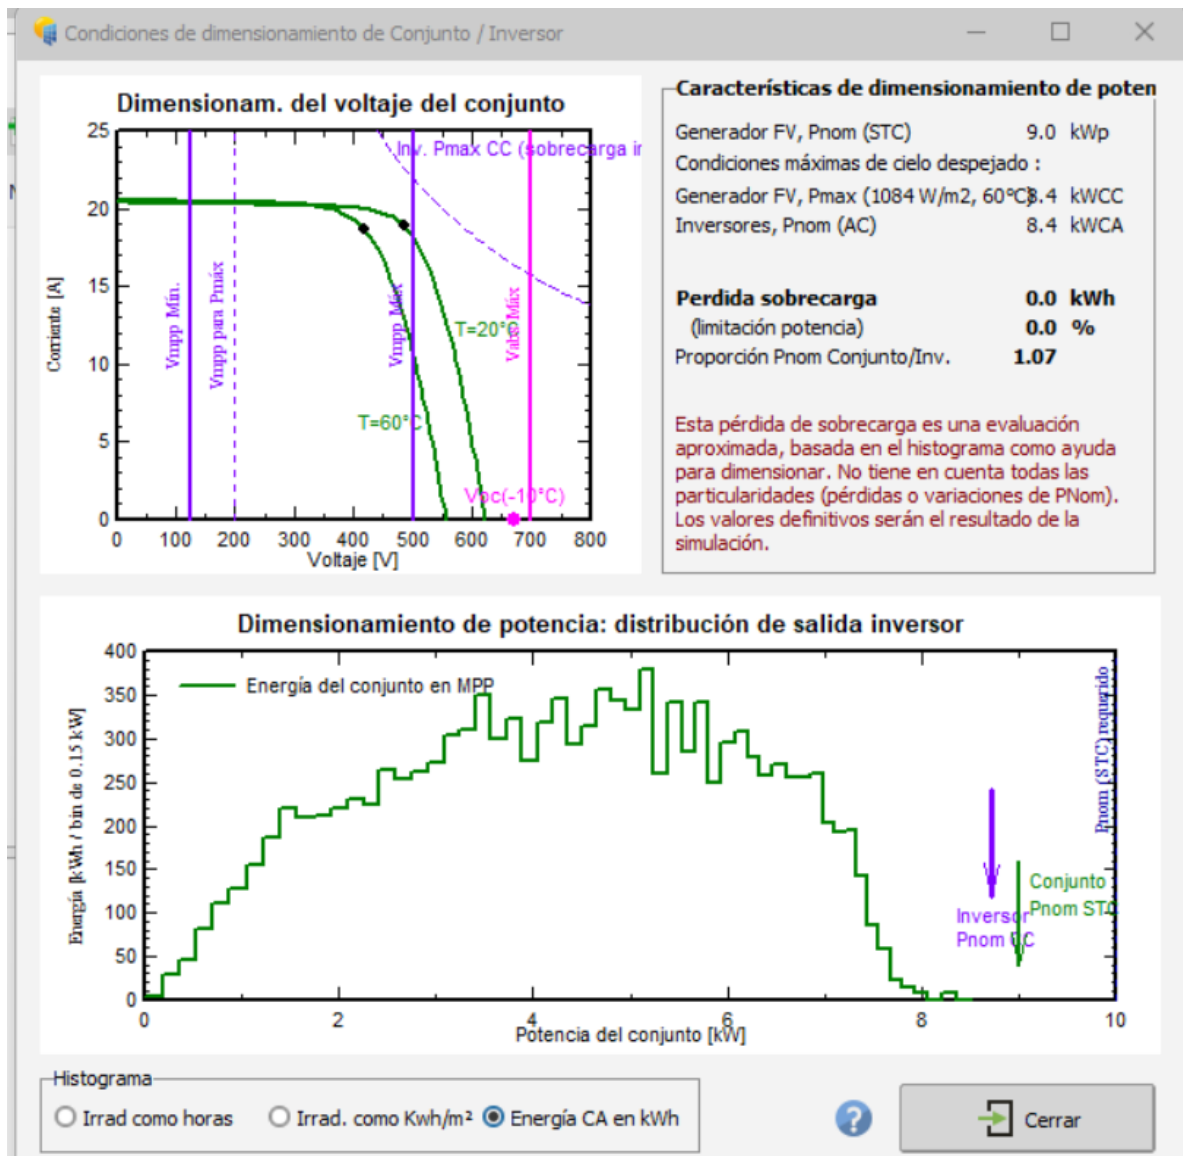 Condiciones de dimensionamiento de Conjunto / Inversor
Dimensionam. del voltaje del conjunto
Inv. Pmax CC (sobrecarga in
25
20
15
10
5
0
Corriente [A]
Vmpp Mín.
Vmpp para Pmáx
Vmpp Máx
Vabs Máx
T=20°C
T=60°C
Voc(-10°C)
0 100 200 300 400 500 600 700 800
Voltaje [V]
Características de dimensionamiento de poten
Generador FV, Pnom (STC) 9.0 kWp
Condiciones máximas de cielo despejado :
Generador FV, Pmax (1084 W/m2, 60°C) 8.4 kWCC
Inversores, Pnom (AC) 8.4 kWCA
Perdida sobrecarga 0.0 kWh
(limitación potencia) 0.0 %
Proporción Pnom Conjunto/Inv. 1.07
Esta pérdida de sobrecarga es una evaluación
aproximada, basada en el histograma como ayuda
para dimensionar. No tiene en cuenta todas las
particularidades (pérdidas o variaciones de PNom).
Los valores definitivos serán el resultado de la
simulación.
Dimensionamiento de potencia: distribución de salida inversor
400
350
300
250
200
150
100
50
0
Energía [kWh / bin de 0.15 kW]
Energía del conjunto en MPP
Pnom (STC) requerido
Conjunto
Pnom STC
Inversor
Pnom CC
0 2 4 6 8 10
Potencia del conjunto [kW]
Histograma
Irrad como horas
Irrad. como Kwh/m²
Energía CA en kWh
?
Cerrar